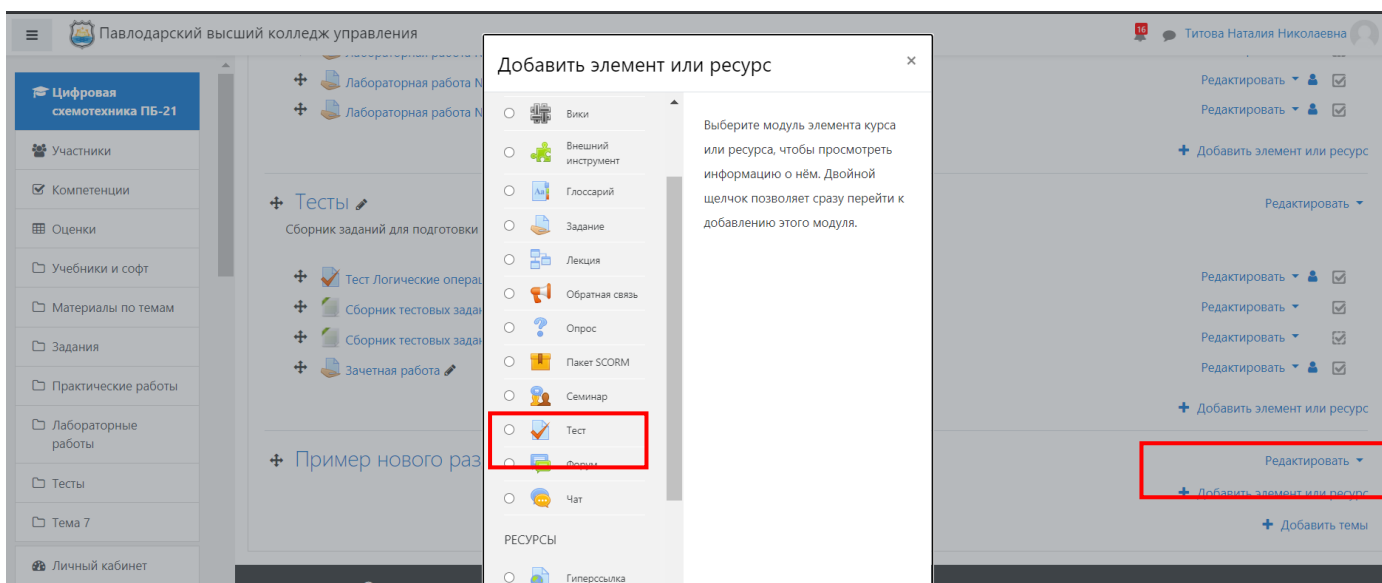 Павлодарский высший колледж управления
16
Титова Наталия Николаевна
Цифровая
схемотехника ПБ-21
Участники
Компетенции
Оценки
Учебники и софт
Материалы по темам
Задания
Практические работы
Лабораторные
работы
Тесты
Тема 7
Личный кабинет
Лабораторная работа N
Редактировать
Лабораторная работа N
Редактировать
Добавить элемент или ресурс
Тесты
Редактировать
Сборник заданий для подготовки
Тест Логические операц
Редактировать
Сборник тестовых задан
Редактировать
Сборник тестовых задан
Редактировать
Зачетная работа
Редактировать
Добавить элемент или ресурс
Пример нового раз
Редактировать
Добавить элемент или ресурс
Добавить темы
Добавить элемент или ресурс
×
Вики
Внешний
инструмент
Глоссарий
Задание
Лекция
Обратная связь
Опрос
Пакет SCORM
Семинар
Тест
Форум
Чат
РЕСУРСЫ
Гиперссылка
Выберите модуль элемента курса
или ресурса, чтобы просмотреть
информацию о нём. Двойной
щелчок позволяет сразу перейти к
добавлению этого модуля.